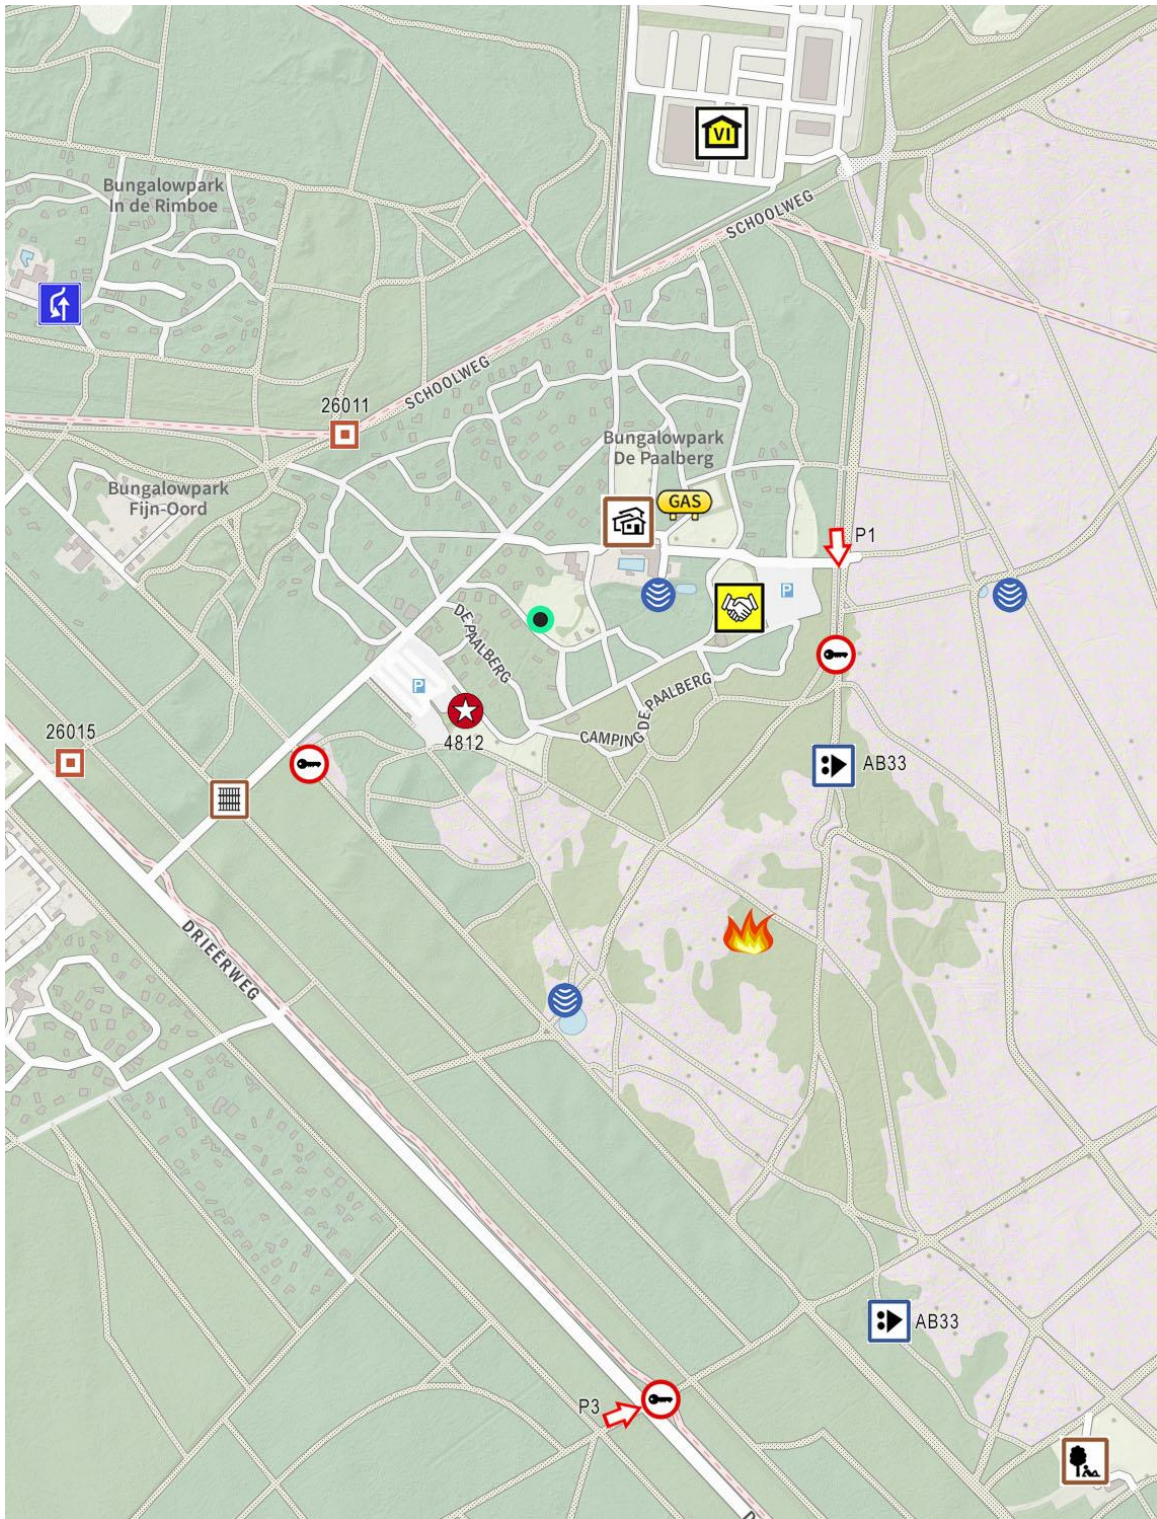 VI
Bungalowpark
In de Rimboe
SCHOOLWEG
SCHOOLWEG
26011
Bungalowpark
De Paalberg
Bungalowpark
Fijn-Oord
GAS
P1
P
DE PAALBERG
P
CAMPING DE PAALBERG
4812
26015
AB33
DRIEËRWEG
AB33
P3
D